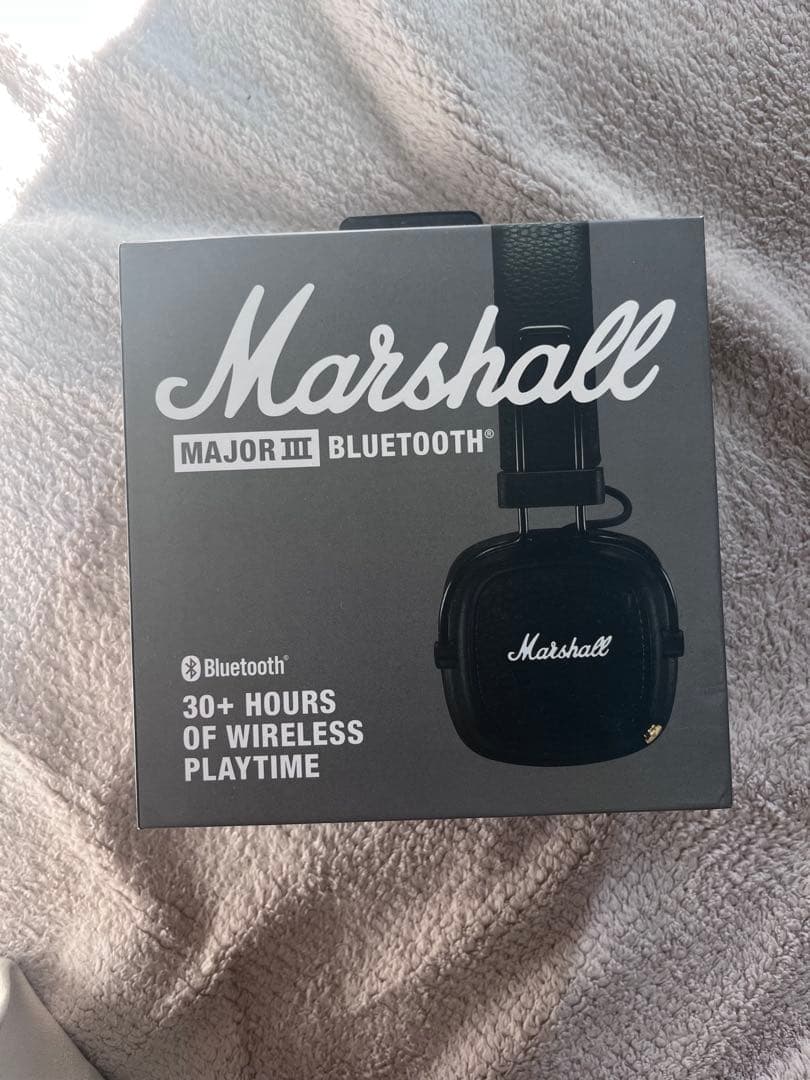 Marshall
MAJOR III BLUETOOTH®
Marshall
Bluetooth®
30+ HOURS
OF WIRELESS
PLAYTIME